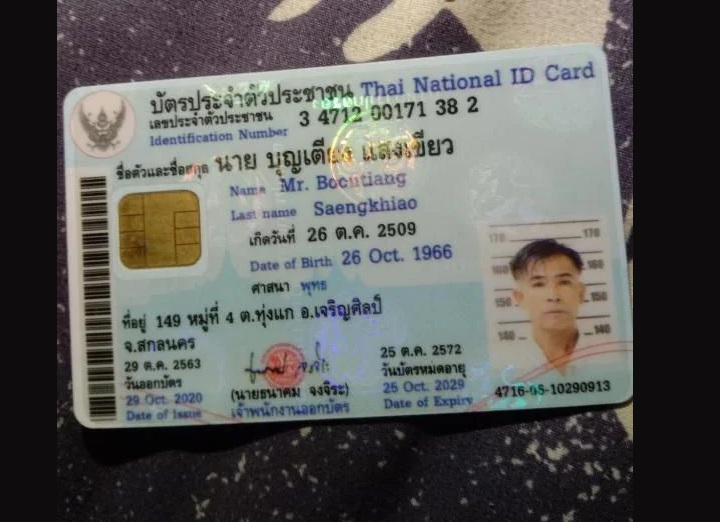 บัตรประจำตัวประชาชน Thai National ID Card
เลขประจำตัวประชาชน 3 4712 00171 38 2
Identification Number
ชื่อตัวและชื่อสกุล นาย บุญเตียง แสงเขียว
Name Mr. Boontiang
Last name Saengkhiao
เกิดวันที่ 26 ต.ค. 2509
Date of Birth 26 Oct. 1966
ศาสนา พุทธ
ที่อยู่ 149 หมู่ที่ 4 ต.ทุ่งแก อ.เจริญศิลป์
จ.สกลนคร
29 ต.ค. 2563
วันออกบัตร
29 Oct. 2020
Date of Issue
(นายธนาคม จงจิระ)
เจ้าพนักงานออกบัตร
25 ต.ค. 2572
วันบัตรหมดอายุ
25 Oct. 2029
Date of Expiry
170 170
160 160
150 150
140 140
4716-05-10290913